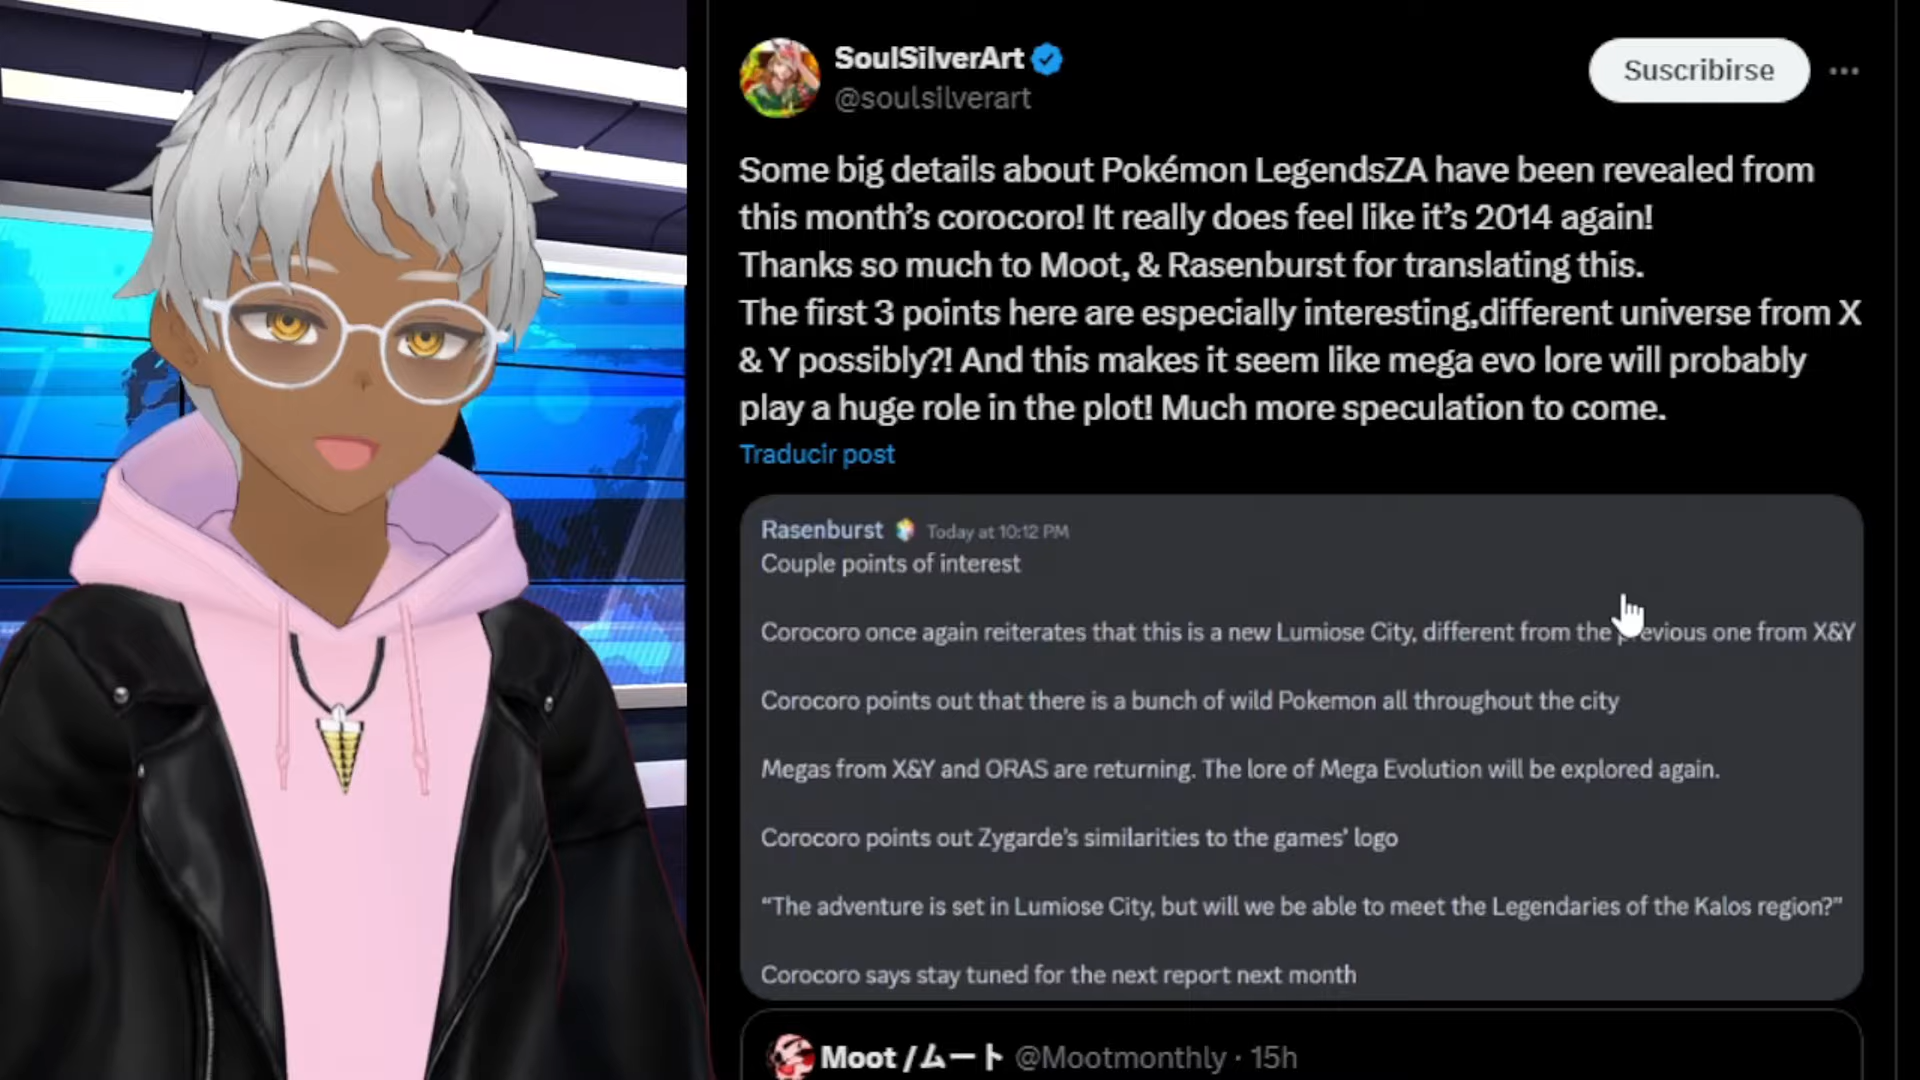 SoulSilverArt
@soulsilverart
Suscribirse
Some big details about Pokémon LegendsZA have been revealed from
this month’s corocoro! It really does feel like it’s 2014 again!
Thanks so much to Moot, & Rasenburst for translating this.
The first 3 points here are especially interesting,different universe from X
& Y possibly?! And this makes it seem like mega evo lore will probably
play a huge role in the plot! Much more speculation to come.
Traducir post
Rasenburst Today at 10:12 PM
Couple points of interest
Corocoro once again reiterates that this is a new Lumiose City, different from the previous one from X&Y
Corocoro points out that there is a bunch of wild Pokemon all throughout the city
Megas from X&Y and ORAS are returning. The lore of Mega Evolution will be explored again.
Corocoro points out Zygarde’s similarities to the games’ logo
“The adventure is set in Lumiose City, but will we be able to meet the Legendaries of the Kalos region?”
Corocoro says stay tuned for the next report next month
Moot /ムート @Mootmonthly · 15h